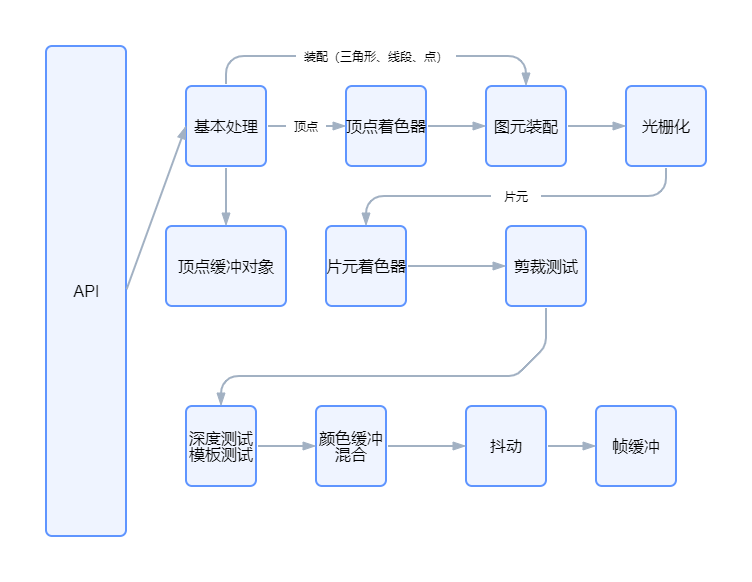 装配（三角形、线段、点）
基本处理
顶点
顶点着色器
图元装配
光栅化
片元
API
顶点缓冲对象
片元着色器
剪裁测试
深度测试
模板测试
颜色缓冲
混合
抖动
帧缓冲